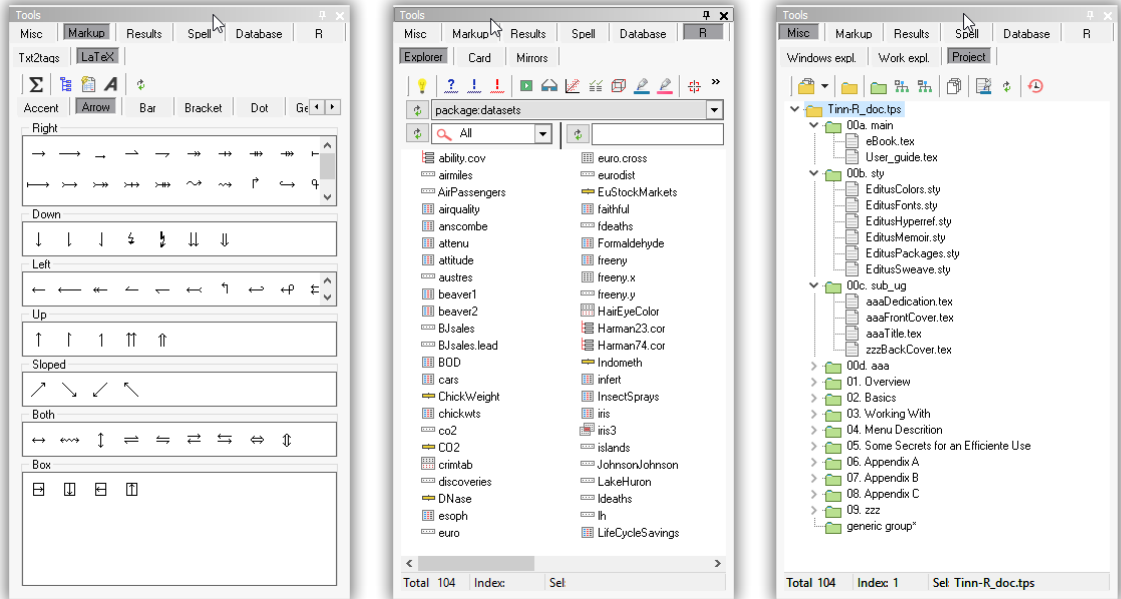 Tools
Misc Markup Results Spell Database R
Txt2tags LaTeX
Accent Arrow Bar Bracket Dot Ge
Right
Down
Left
Up
Sloped
Both
Box
Tools
Misc Markup Results Spell Database R
Explorer Card Mirrors
package:datasets
All
ability.cov euro.cross
airmiles eurodist
AirPassengers EuStockMarkets
airquality faithful
anscombe fdeaths
attenu Formaldehyde
attitude freeny
austres freeny.x
beaver1 freeny.y
beaver2 HairEyeColor
BJsales Harman23.cor
BJsales.lead Harman74.cor
BOD Indometh
cars infert
ChickWeight InsectSprays
chickwts iris
co2 iris3
CO2 islands
crimtab JohnsonJohnson
discoveries LakeHuron
DNase ldeaths
esoph lh
euro LifeCycleSavings
Total 104 Index: Sel:
Tools
Misc Markup Results Spell Database R
Windows expl. Work expl. Project
Tinn-R_doc.tps
00a. main
eBook.tex
User_guide.tex
00b. sty
EditusColors.sty
EditusFonts.sty
EditusHyperref.sty
EditusMemoir.sty
EditusPackages.sty
EditusSweave.sty
00c. sub_ug
aaaDedication.tex
aaaFrontCover.tex
aaaTitle.tex
zzzBackCover.tex
00d. aaa
01. Overview
02. Basics
03. Working With
04. Menu Descrition
05. Some Secrets for an Efficiente Use
06. Appendix A
07. Appendix B
08. Appendix C
09. zzz
generic group*
Total 104 Index: 1 Sel: Tinn-R_doc.tps